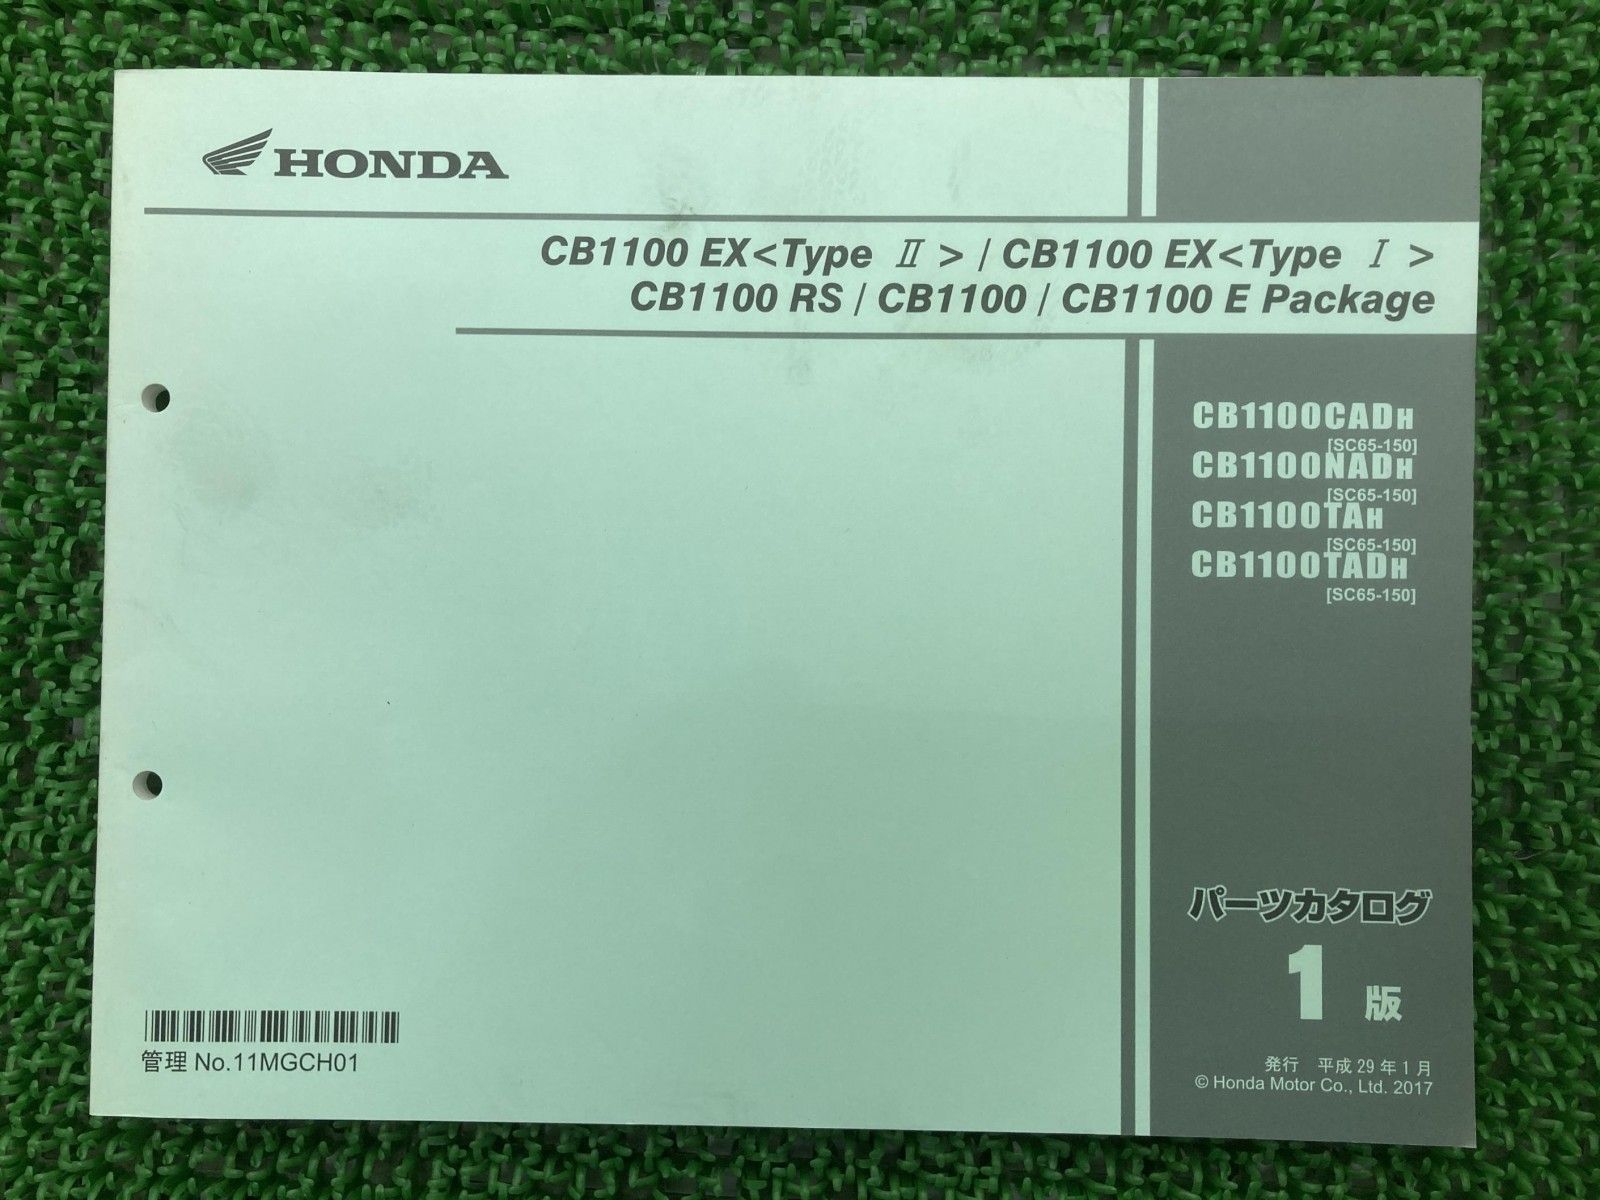 HONDA
CB1100 EX<Type Ⅱ > / CB1100 EX<Type Ⅰ >
CB1100 RS / CB1100 / CB1100 E Package
CB1100CADH
[SC65-150]
CB1100NADH
[SC65-150]
CB1100TAH
[SC65-150]
CB1100TADH
[SC65-150]
パーツカタログ
1 版
発行 平成 29 年 1 月
© Honda Motor Co., Ltd. 2017
管理 No.11MGCH01